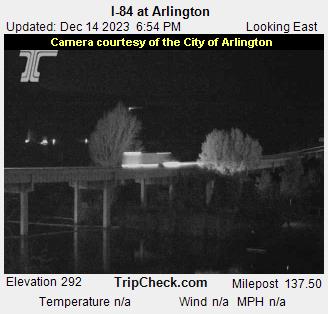 I-84 at Arlington
Updated: Dec 14 2023 6:54 PM Looking East
Camera courtesy of the City of Arlington
Elevation 292 TripCheck.com Milepost 137.50
Temperature n/a Wind n/a MPH n/a